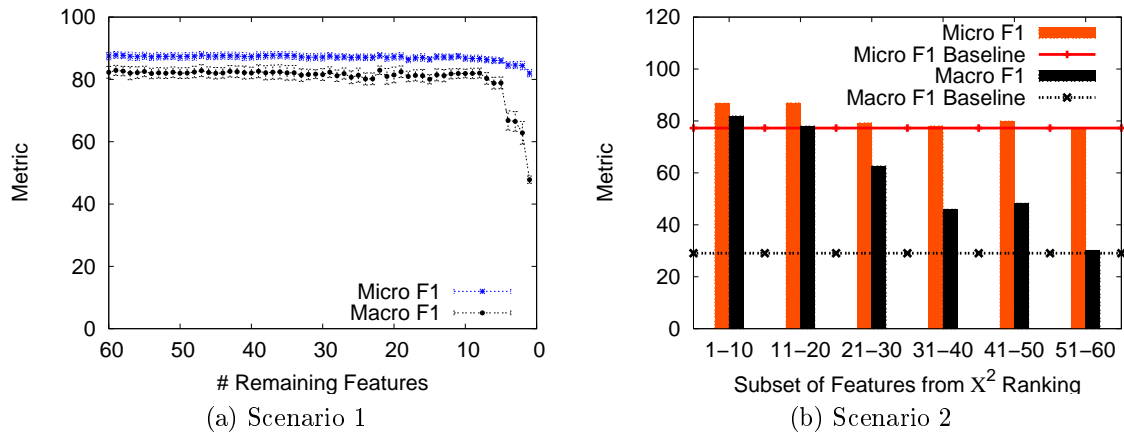 100
80
60
40
20
0
Metric
Micro F1
Macro F1
60 50 40 30 20 10 0
# Remaining Features
(a) Scenario 1
120
100
80
60
40
20
0
Metric
Micro F1
Micro F1 Baseline
Macro F1
Macro F1 Baseline
1-10 11-20 21-30 31-40 41-50 51-60
Subset of Features from X² Ranking
(b) Scenario 2